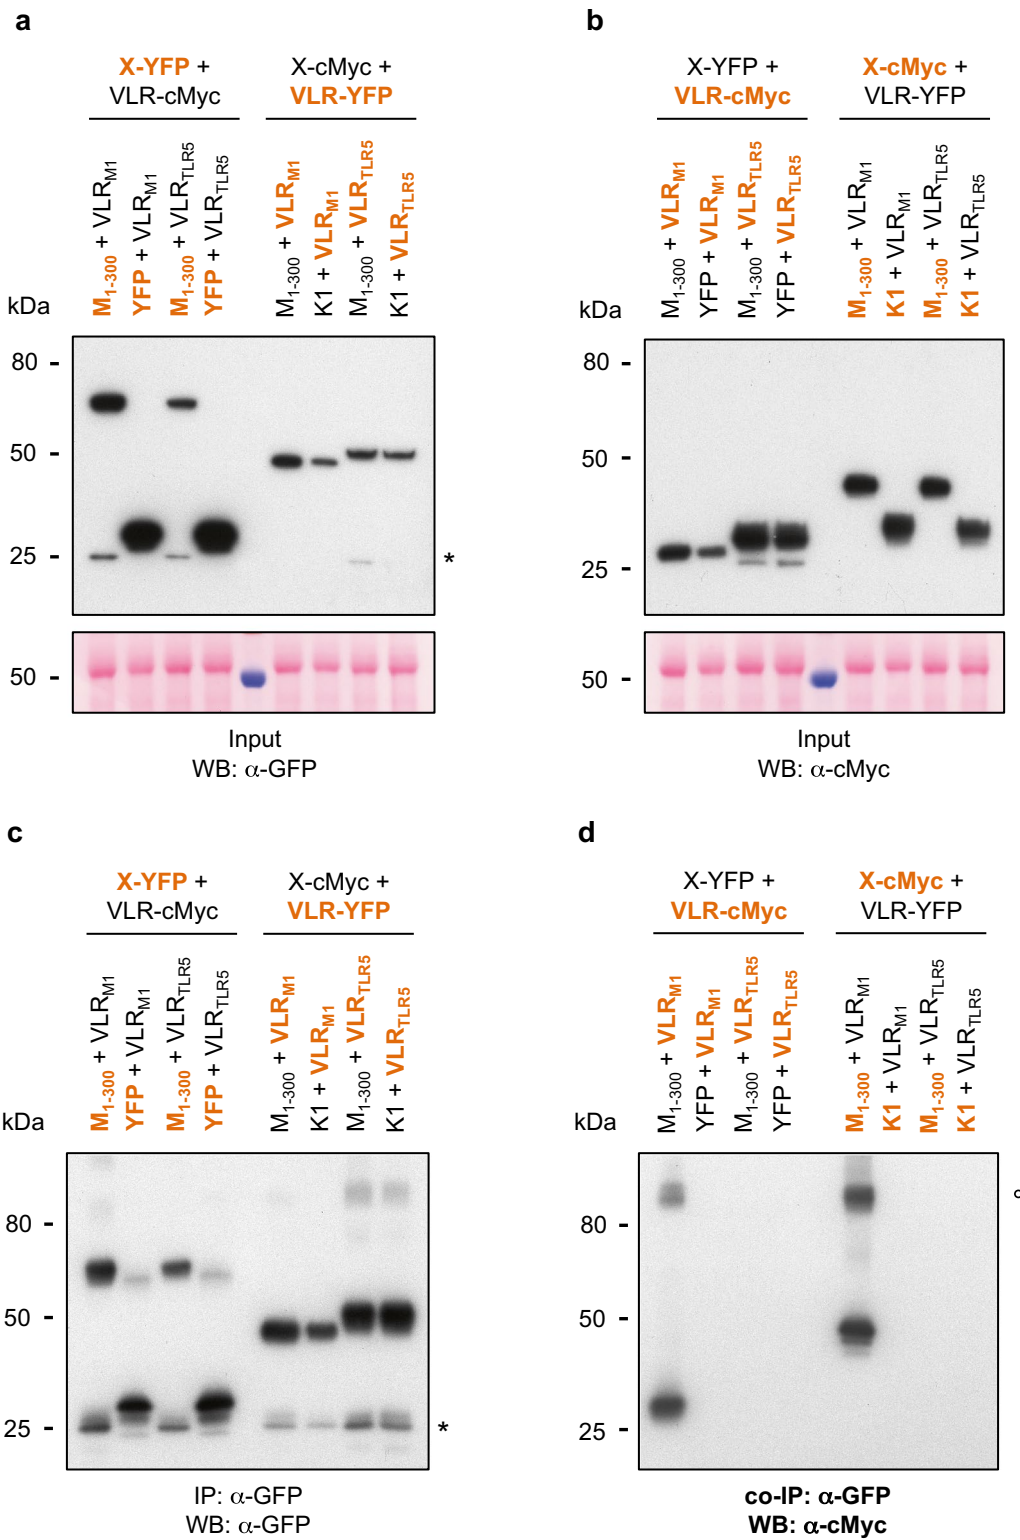 a
X-YFP +
VLR-cMyc
X-cMyc +
VLR-YFP
M1-300 + VLRM1
YFP + VLRM1
M1-300 + VLRTLR5
YFP + VLRTLR5
M1-300 + VLRM1
K1 + VLRM1
M1-300 + VLRTLR5
K1 + VLRTLR5
kDa
80
50
25
*
50
Input
WB: α-GFP
b
X-YFP +
VLR-cMyc
X-cMyc +
VLR-YFP
M1-300 + VLRM1
YFP + VLRM1
M1-300 + VLRTLR5
YFP + VLRTLR5
M1-300 + VLRM1
K1 + VLRM1
M1-300 + VLRTLR5
K1 + VLRTLR5
kDa
80
50
25
50
Input
WB: α-cMyc
c
X-YFP +
VLR-cMyc
X-cMyc +
VLR-YFP
M1-300 + VLRM1
YFP + VLRM1
M1-300 + VLRTLR5
YFP + VLRTLR5
M1-300 + VLRM1
K1 + VLRM1
M1-300 + VLRTLR5
K1 + VLRTLR5
kDa
80
50
25
*
IP: α-GFP
WB: α-GFP
d
X-YFP +
VLR-cMyc
X-cMyc +
VLR-YFP
M1-300 + VLRM1
YFP + VLRM1
M1-300 + VLRTLR5
YFP + VLRTLR5
M1-300 + VLRM1
K1 + VLRM1
M1-300 + VLRTLR5
K1 + VLRTLR5
kDa
80
50
25
°
co-IP: α-GFP
WB: α-cMyc